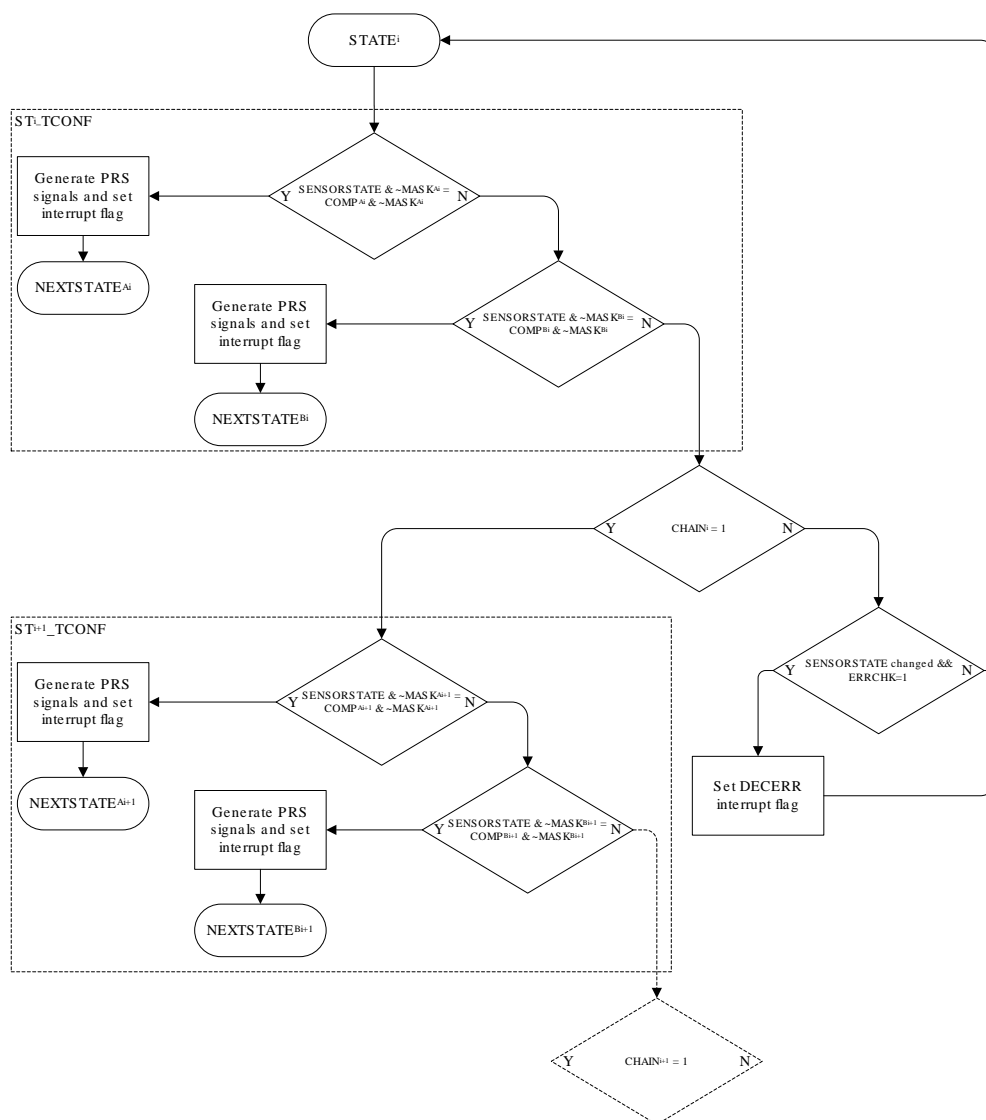 STATEi
STi_TCONF
Generate PRS
signals and set
interrupt flag
Y
SENSORSTATE & ~MASKAi =
COMPAi & ~MASKAi
N
NEXTSTATEAi
Generate PRS
signals and set
interrupt flag
Y
SENSORSTATE & ~MASKBi =
COMPBi & ~MASKBi
N
NEXTSTATEBi
Y
CHAINi = 1
N
STi+1_TCONF
Generate PRS
signals and set
interrupt flag
Y
SENSORSTATE & ~MASKAi+1 =
COMPAi+1 & ~MASKAi+1
N
Y
SENSORSTATE changed &&
ERRCHK=1
N
NEXTSTATEAi+1
Set DECERR
interrupt flag
Generate PRS
signals and set
interrupt flag
Y
SENSORSTATE & ~MASKBi+1 =
COMPBi+1 & ~MASKBi+1
N
NEXTSTATEBi+1
Y
CHAINi+1 = 1
N